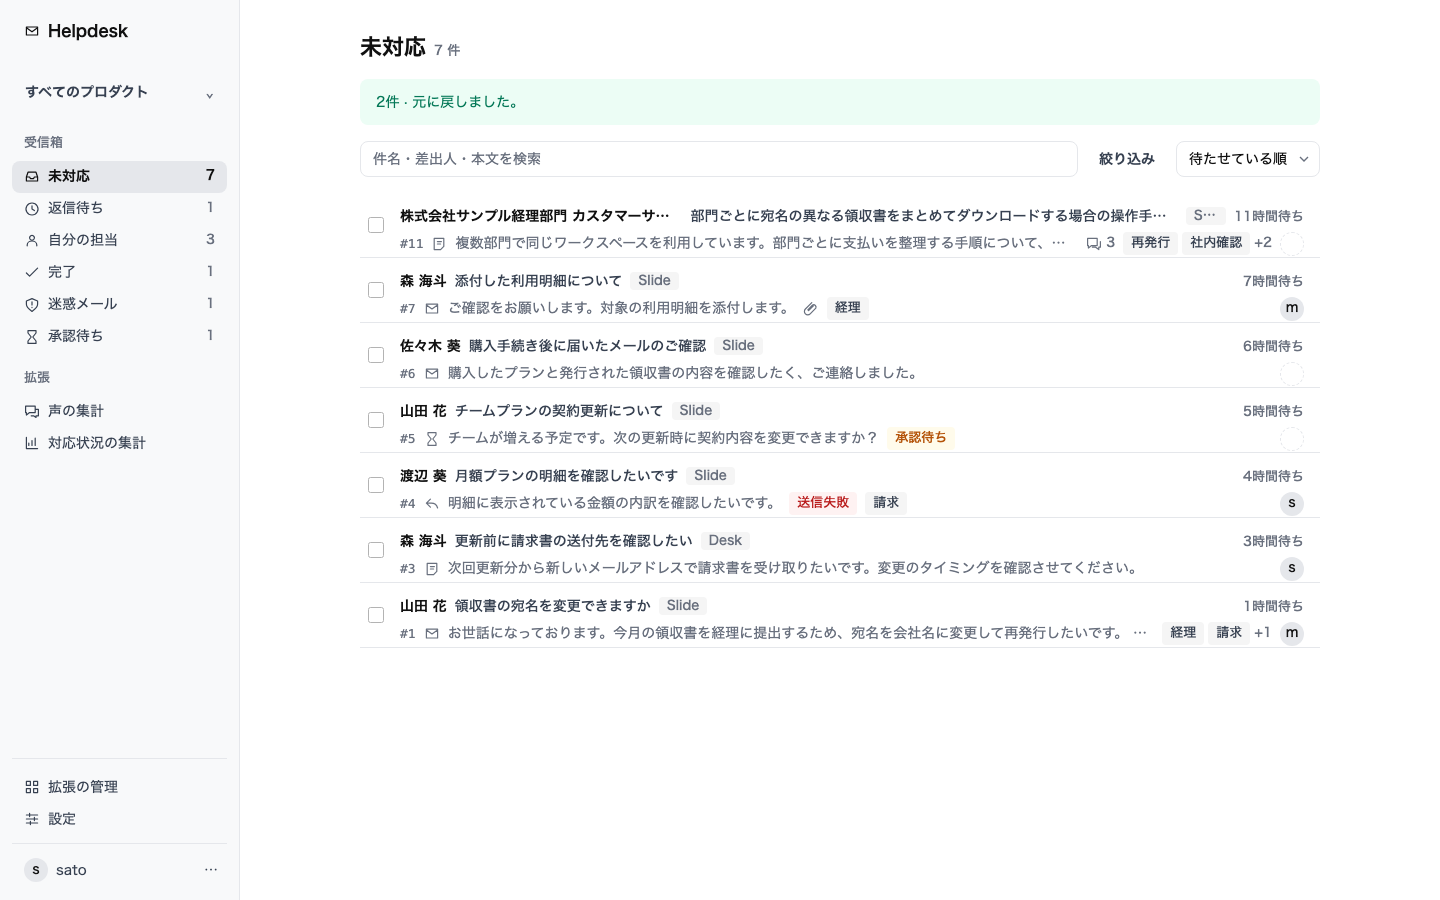 Helpdesk
すべてのプロダクト
受信箱
未対応 7
返信待ち 1
自分の担当 3
完了 1
迷惑メール 1
承認待ち 1
拡張
声の集計
対応状況の集計
拡張の管理
設定
s sato ⋯
未対応 7 件
2件 · 元に戻しました。
件名・差出人・本文を検索 絞り込み 待たせている順
株式会社サンプル経理部門 カスタマーサ… 部門ごとに宛名の異なる領収書をまとめてダウンロードする場合の操作手… S… 11時間待ち
#11 複数部門で同じワークスペースを利用しています。部門ごとに支払いを整理する手順について、… 3 再発行 社内確認 +2
森 海斗 添付した利用明細について Slide 7時間待ち
#7 ご確認をお願いします。対象の利用明細を添付します。 経理 m
佐々木 葵 購入手続き後に届いたメールのご確認 Slide 6時間待ち
#6 購入したプランと発行された領収書の内容を確認したく、ご連絡しました。
山田 花 チームプランの契約更新について Slide 5時間待ち
#5 チームが増える予定です。次の更新時に契約内容を変更できますか？ 承認待ち
渡辺 葵 月額プランの明細を確認したいです Slide 4時間待ち
#4 明細に表示されている金額の内訳を確認したいです。 送信失敗 請求 s
森 海斗 更新前に請求書の送付先を確認したい Desk 3時間待ち
#3 次回更新分から新しいメールアドレスで請求書を受け取りたいです。変更のタイミングを確認させてください。 s
山田 花 領収書の宛名を変更できますか Slide 1時間待ち
#1 お世話になっております。今月の領収書を経理に提出するため、宛名を会社名に変更して再発行したいです。 … 経理 請求 +1 m